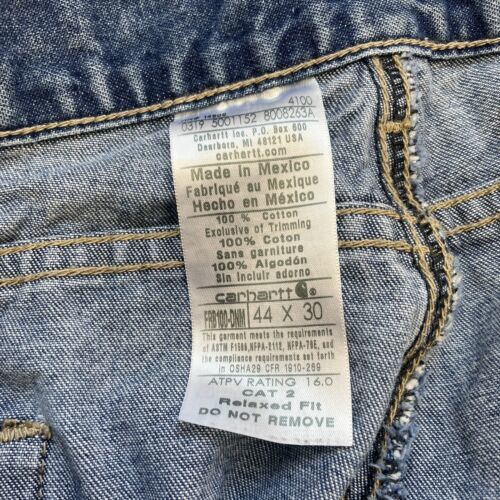 4100
0319 5001152 8008263A
Carhartt Inc. P.O. Box 600
Dearborn, MI 48121 USA
carhartt.com
Made in Mexico
Fabriqué au Mexique
Hecho en México
100 % Cotton
Exclusive of Trimming
100% Coton
Sans garniture
100% Algodón
Sin incluir adorno
carhartt
FRB100-DNM 44 X 30
This garment meets the requirements
of ASTM F1506,NFPA-2112, NFPA-70E, and
the compliance requirements set forth
in OSHA29 CFR 1910-269
ATPV RATING 16.0
CAT 2
Relaxed Fit
DO NOT REMOVE